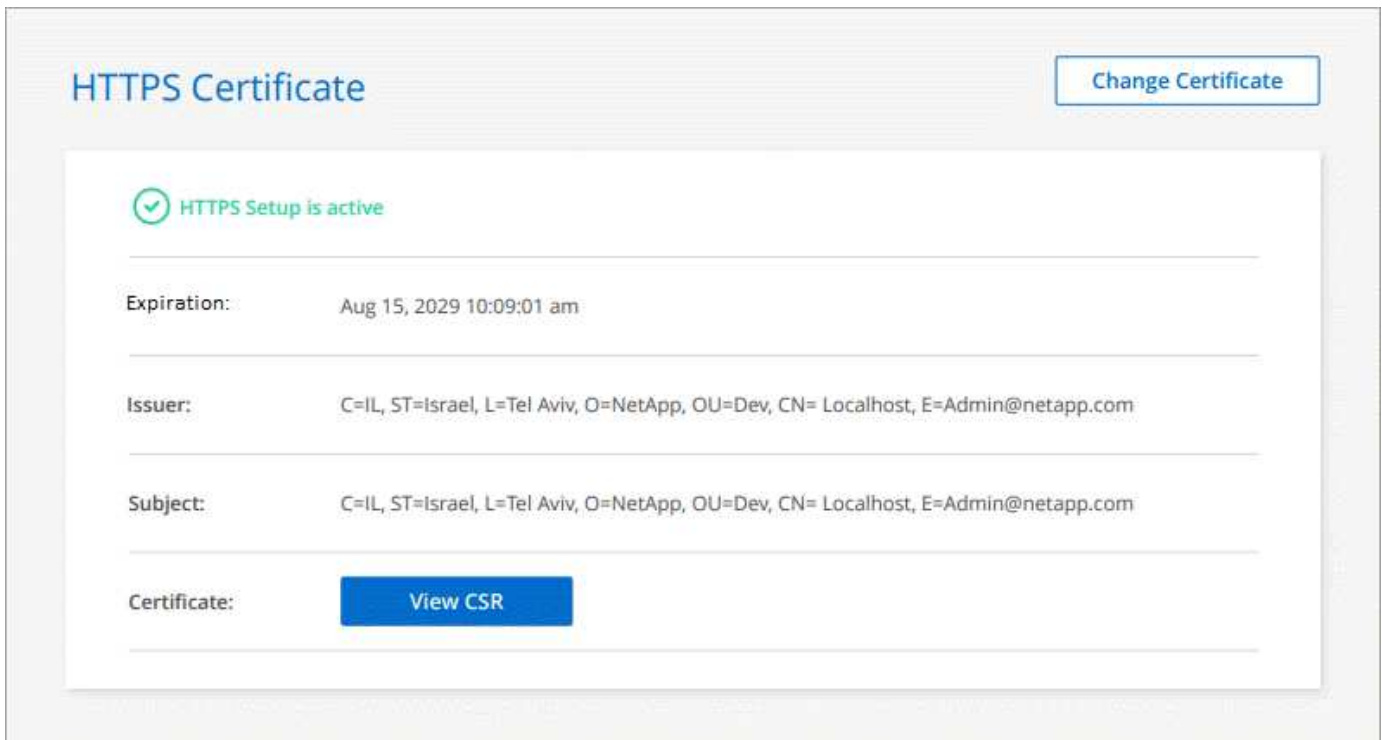 HTTPS Certificate
Change Certificate
HTTPS Setup is active
Expiration: Aug 15, 2029 10:09:01 am
Issuer: C=IL, ST=Israel, L=Tel Aviv, O=NetApp, OU=Dev, CN= Localhost, E=Admin@netapp.com
Subject: C=IL, ST=Israel, L=Tel Aviv, O=NetApp, OU=Dev, CN= Localhost, E=Admin@netapp.com
Certificate: View CSR